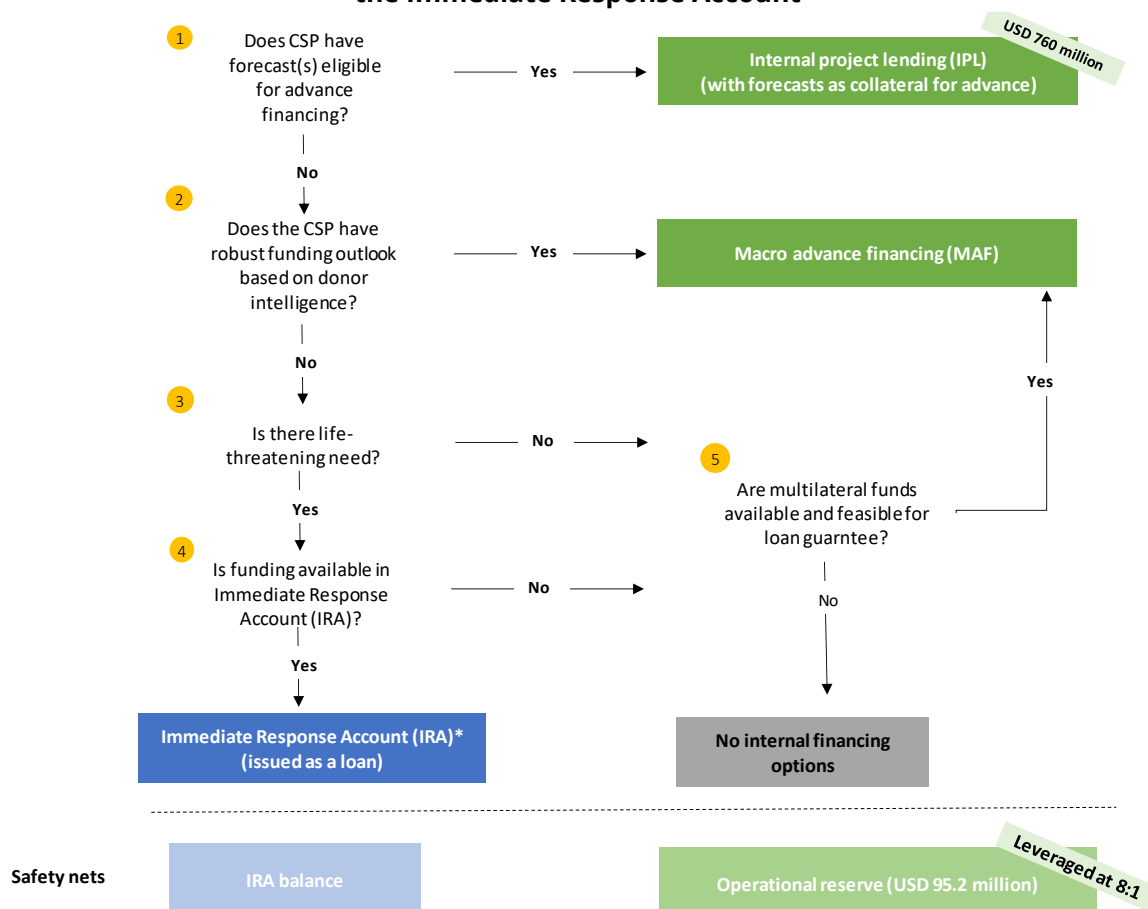 the Immediate Response Account
1
Does CSP have
forecast(s) eligible
for advance
financing?
Yes
Internal project lending (IPL)
(with forecasts as collateral for advance)
USD 760 million
No
2
Does the CSP have
robust funding outlook
based on donor
intelligence?
Yes
Macro advance financing (MAF)
No
Yes
3
Is there life-
threatening need?
No
5
Are multilateral funds
available and feasible for
loan guarntee?
Yes
4
Is funding available in
Immediate Response
Account (IRA)?
No
No
Yes
Immediate Response Account (IRA)*
(issued as a loan)
No internal financing
options
Safety nets
IRA balance
Operational reserve (USD 95.2 million)
Leveraged at 8:1